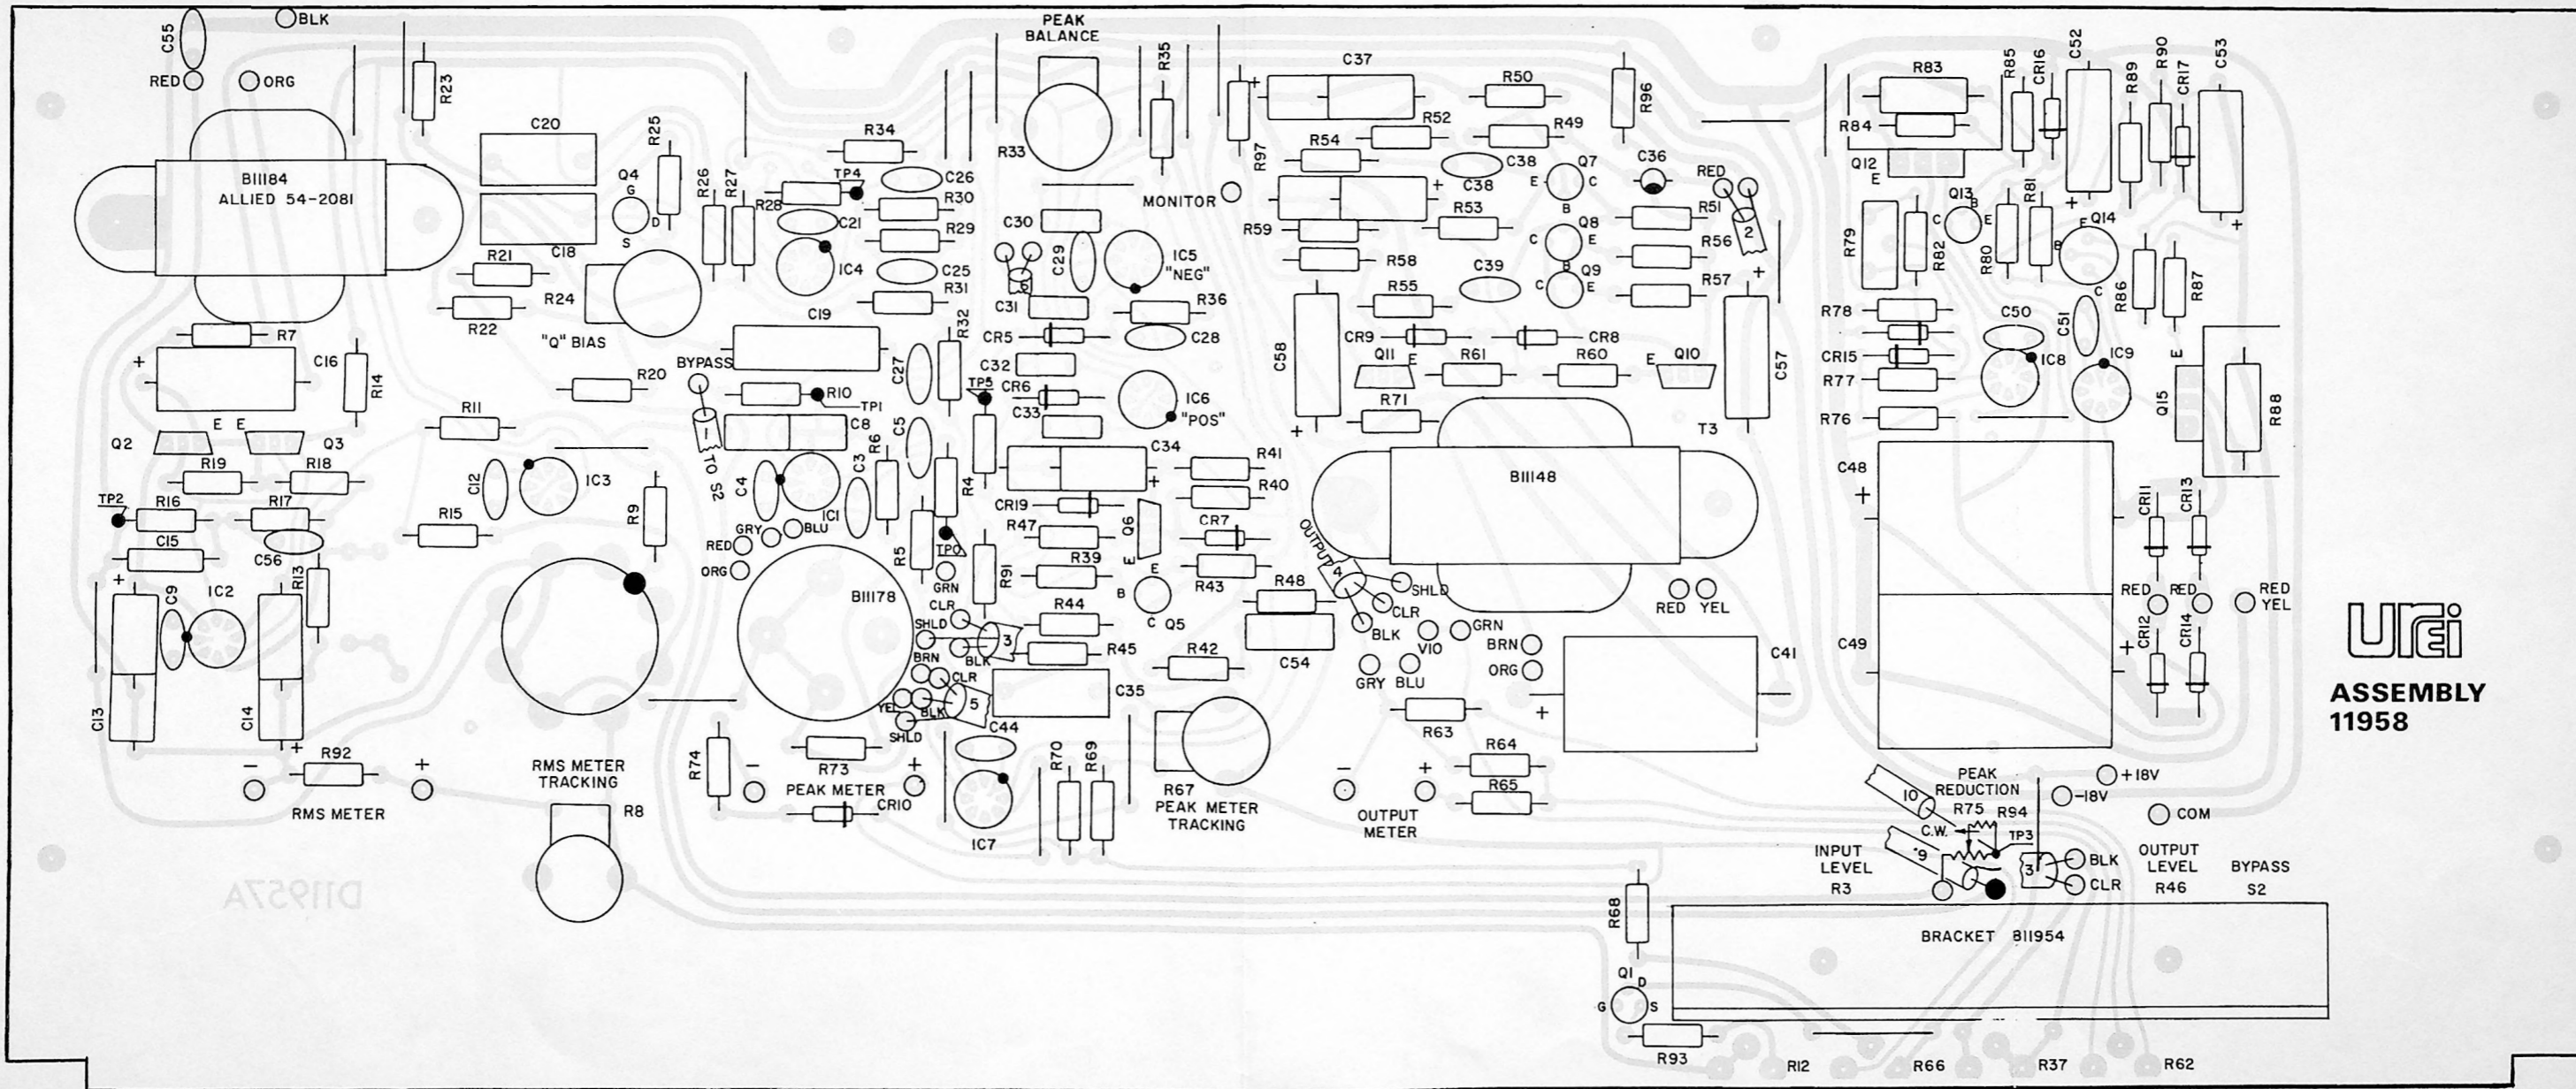 C55
BLK
RED
ORG
R23
B11184
ALLIED 54-2081
C20
C18
R25
Q4
G
D
S
R26
R27
R28
TP4
R34
C26
R30
C21
R29
IC4
C25
R31
R21
R22
R24
"Q" BIAS
C19
R32
R7
+
C16
R14
R20
BYPASS
R10
TP1
C27
TP5
R11
1
TO S2
C8
R6
C5
Q2
E
E
Q3
R19
R18
TP2
R16
R17
C15
C56
C12
IC3
R15
R9
C4
C3
IC1
R4
GRY
BLU
RED
ORG
R5
TP0
GRN
R91
+
C9
IC2
R13
C13
C14
+
B11178
CLR
SHLD
3
BLK
BRN
CLR
YEL
BLK
5
SHLD
C44
R92
-
+
RMS METER
RMS METER
TRACKING
R8
R74
-
R73
+
PEAK METER
CR10
IC7
R70
R69
D11957A
PEAK
BALANCE
R33
R35
R97
MONITOR
C30
C29
6
C31
IC5
"NEG"
R36
CR5
C28
C32
CR6
C33
IC6
"POS"
C34
+
R41
R40
CR19
R47
Q6
E
CR7
R39
R43
E
B
C
Q5
R44
R45
R42
C35
R48
C54
R67
PEAK METER
TRACKING
+
C37
R50
R52
R49
R54
C38
C38
+
R59
R53
R58
Q7
E
C
B
Q8
C
E
B
Q9
C
E
C36
R96
RED
2
+
R51
R56
R57
C39
R55
CR9
CR8
C58
+
Q11
E
R61
R60
E
Q10
C57
R71
T3
B11148
OUTPUT
4
SHLD
CLR
BLK
RED
YEL
VIO
GRN
BRN
ORG
GRY
BLU
C41
+
R63
R64
R65
-
+
OUTPUT
METER
R83
R84
R85
CR16
C52
+
R89
R90
CR17
C53
+
Q12
E
Q13
B
C
E
R81
R80
R79
R82
Q14
E
B
C
R86
R87
R78
CR15
R77
R76
C50
C51
IC8
IC9
E
Q15
R88
C48
+
C49
+
CR11
CR13
RED
RED
RED
YEL
CR12
CR14
urei
ASSEMBLY
11958
10
PEAK
REDUCTION
R75
R94
C.W.
TP3
9
3
+18V
-18V
COM
BLK
CLR
INPUT
LEVEL
R3
OUTPUT
LEVEL
R46
BYPASS
S2
BRACKET B11954
R68
Q1
D
G
S
R93
R12
R66
R37
R62